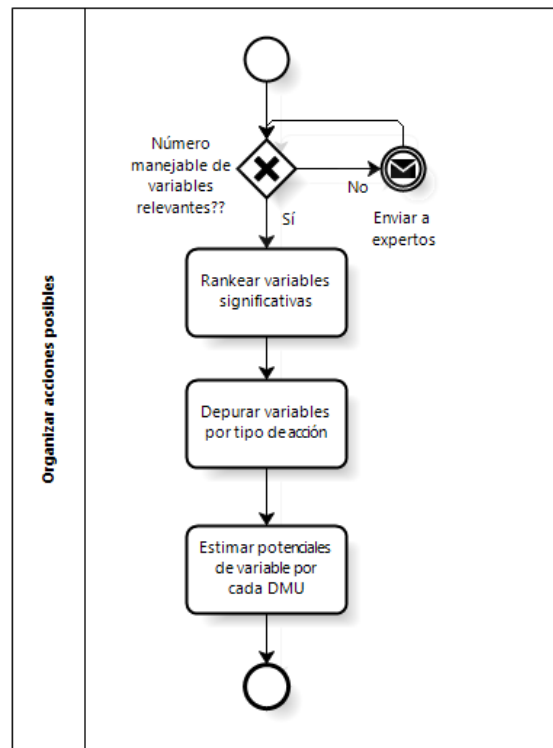 Organizar acciones posibles
Número
manejable de
variables
relevantes??
No
Enviar a
expertos
Sí
Rankear variables
significativas
Depurar variables
por tipo de acción
Estimar potenciales
de variable por
cada DMU